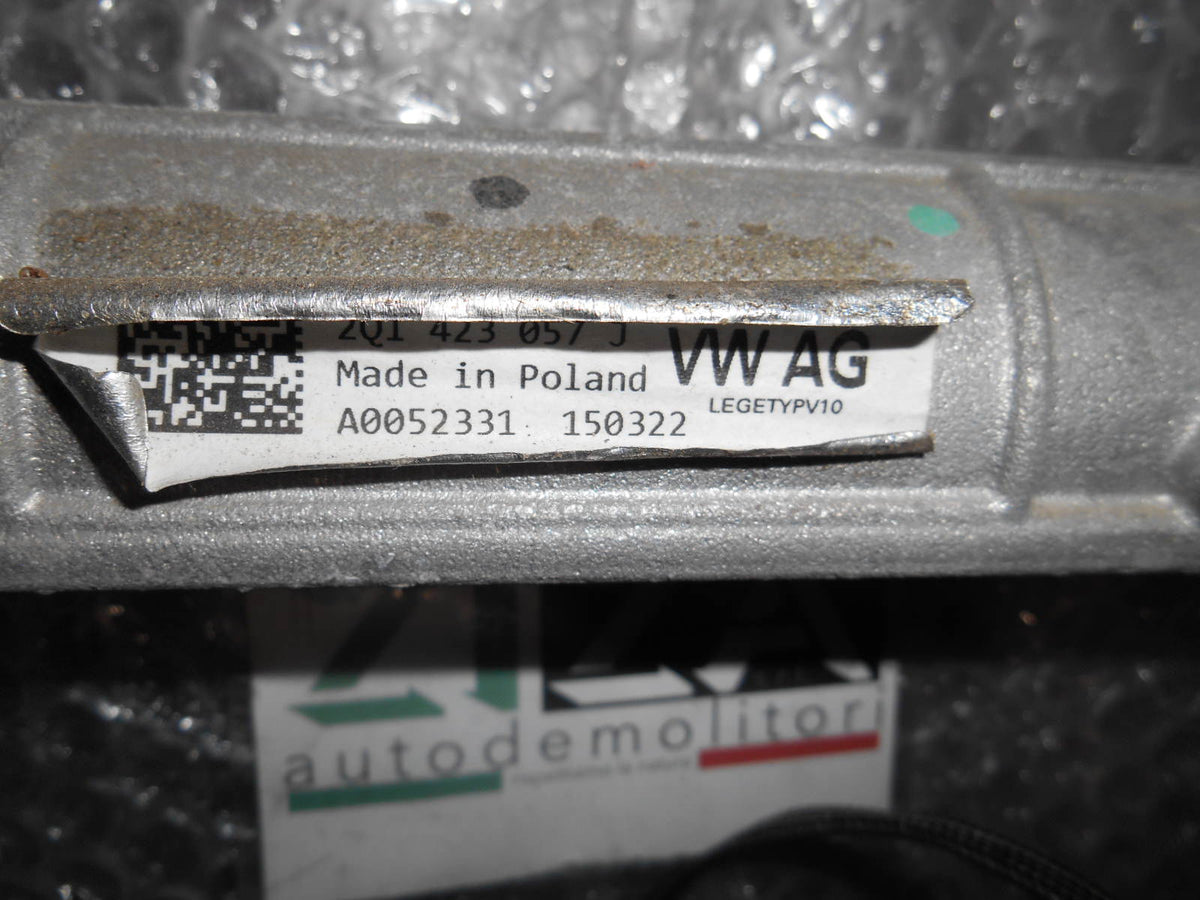 2Q1 423 057 J
Made in Poland
A0052331 150322
VW AG
LEGETYPV10
autodemolitori